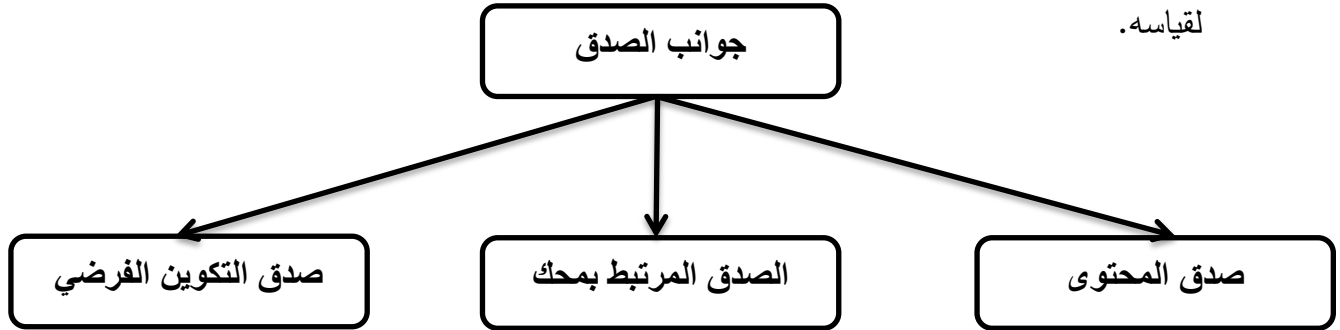 لقياسه.
جوانب الصدق
صدق المحتوى
الصدق المرتبط بمحك
صدق التكوين الفرضي